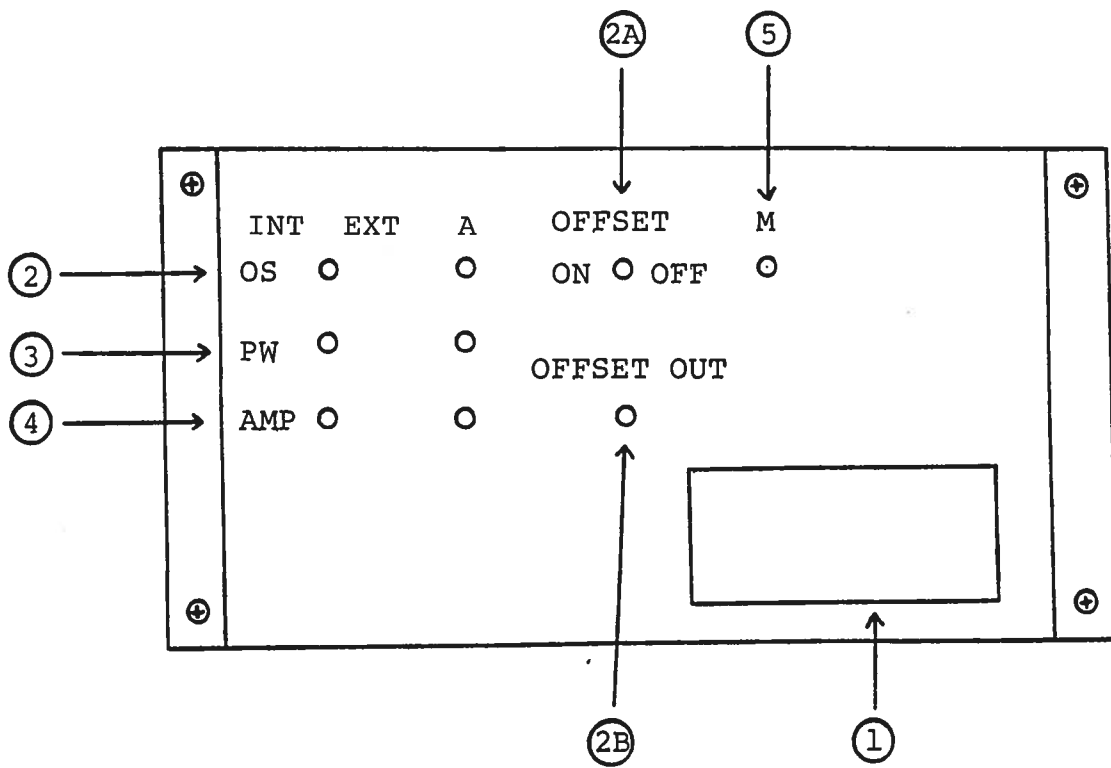 2A 5
INT EXT A OFFSET M
2 OS ON OFF
3 PW
OFFSET OUT
4 AMP
2B 1